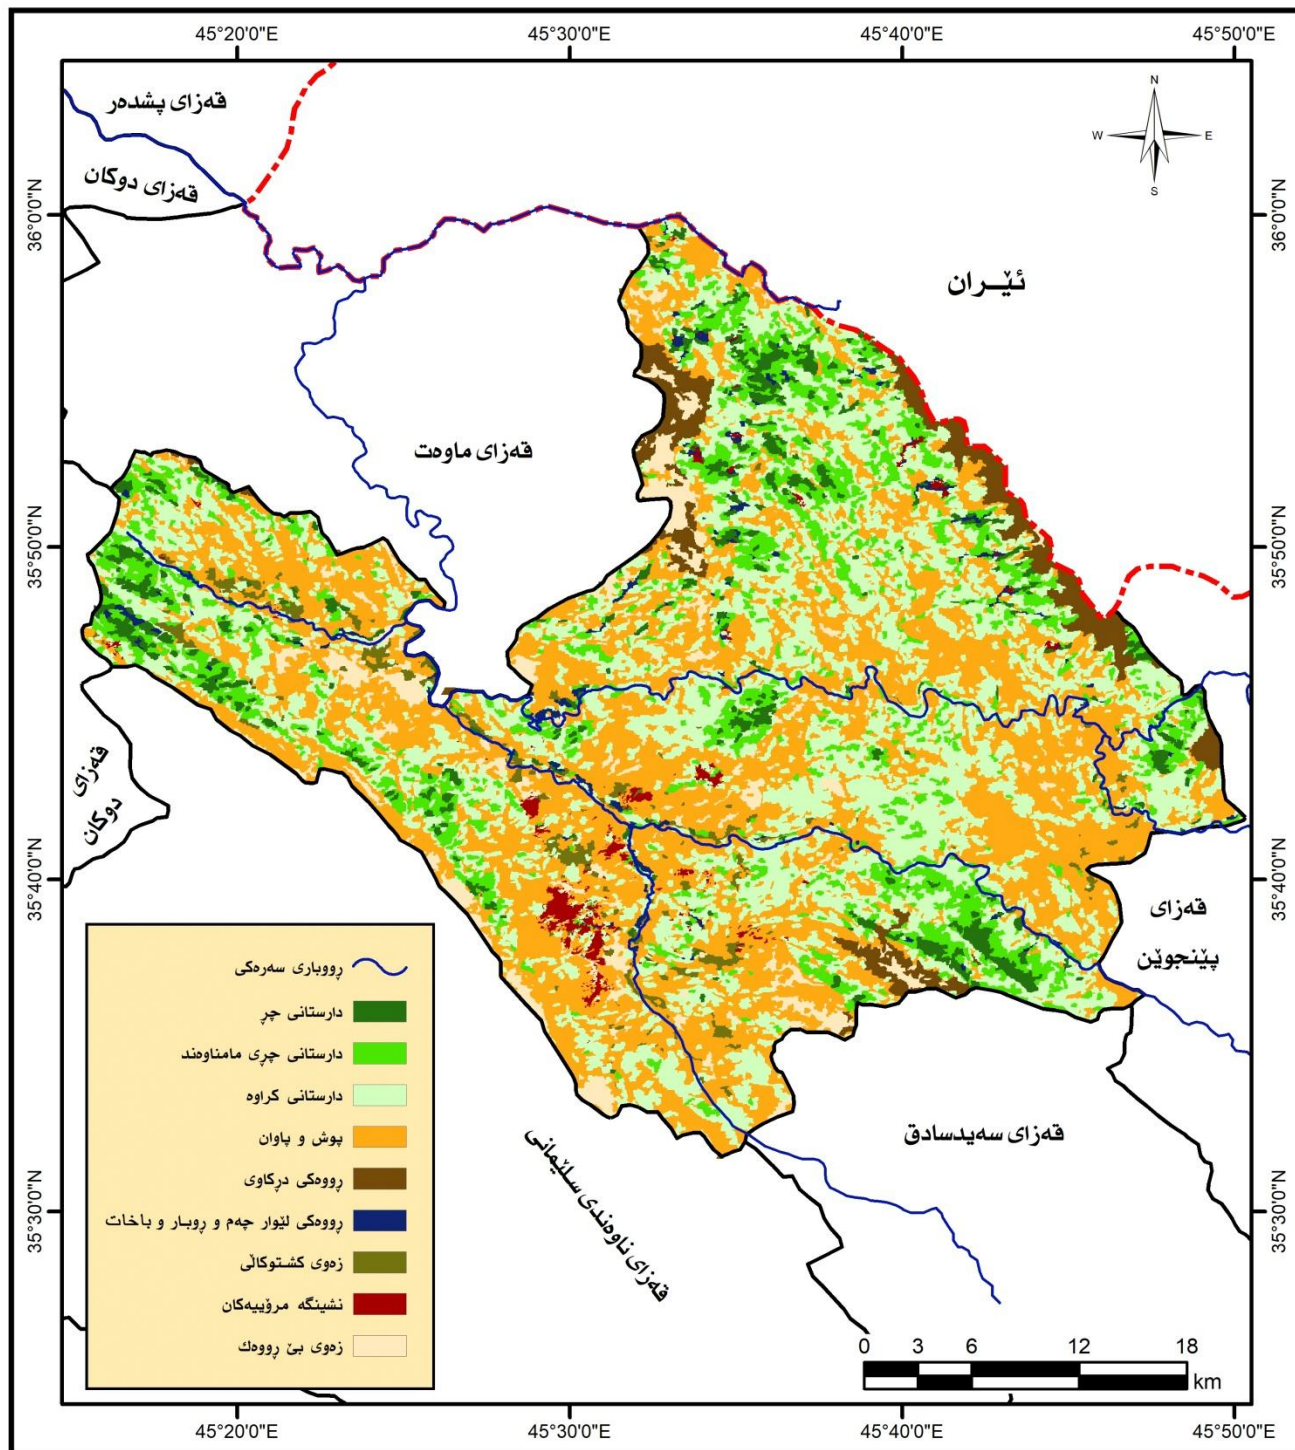 45°20'0"E 45°30'0"E 45°40'0"E 45°50'0"E
قەزای پشدەر
قەزای دوکان
N
W E
S
36°0'0"N 36°0'0"N
ئێـــران
قەزای ماوەت
35°50'0"N 35°50'0"N
قەزای
دوکان
35°40'0"N 35°40'0"N
قەزای
پێنجوێن
قەزای سەیدسادق
قەزای ناوەندی سلێمانی
35°30'0"N 35°30'0"N
ڕووباری سەرەکی
دارستانی چڕ
دارستانی چڕی مامناوەند
دارستانی کراوە
پوش و پاوان
ڕووەکی دڕکاوی
ڕووەکی لێوار چەم و ڕوبـار و باخات
زەوی کشـتوکاڵی
نشینگە مرۆییەکان
زەوی بێ ڕووەك
0 3 6 12 18
km
45°20'0"E 45°30'0"E 45°40'0"E 45°50'0"E